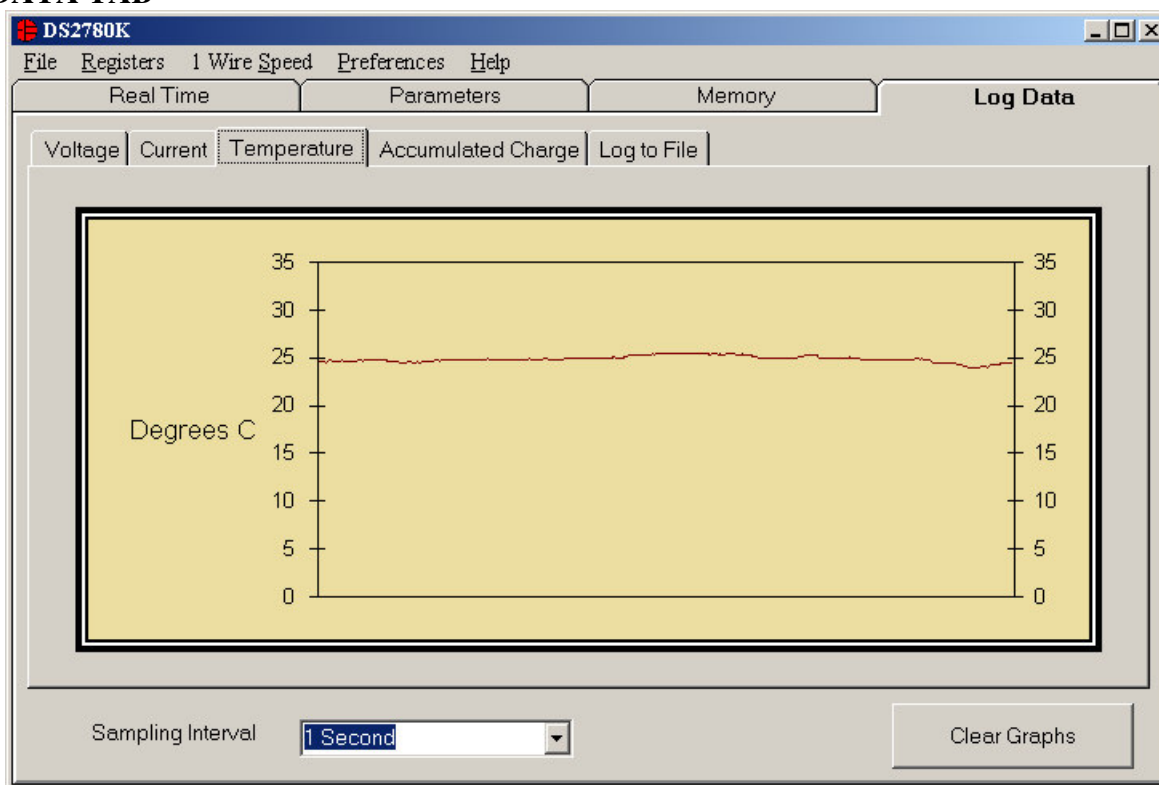 DATA TAB
DS2780K
File Registers 1 Wire Speed Preferences Help
Real Time Parameters Memory Log Data
Voltage Current Temperature Accumulated Charge Log to File
35 35
30 30
25 25
20 20
Degrees C
15 15
10 10
5 5
0 0
Sampling Interval 1 Second Clear Graphs